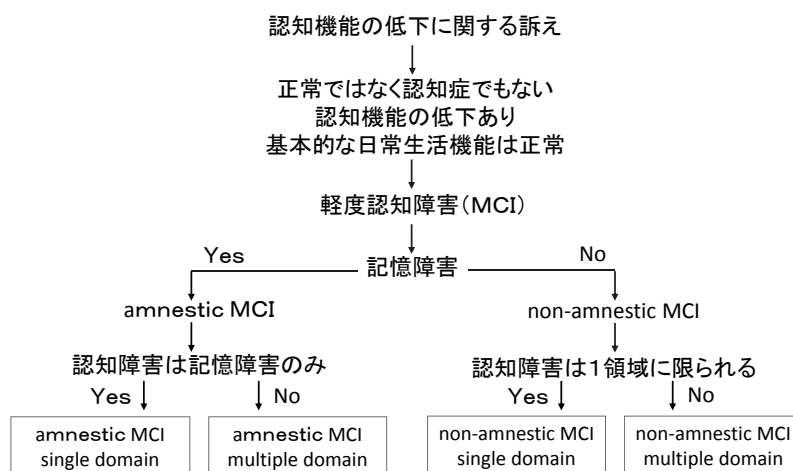 認知機能の低下に関する訴え
正常ではなく認知症でもない
認知機能の低下あり
基本的な日常生活機能は正常
軽度認知障害(MCI)
Yes 記憶障害 No
amnestic MCI
non-amnestic MCI
認知障害は記憶障害のみ
認知障害は1領域に限られる
Yes No
Yes No
amnestic MCI
single domain
amnestic MCI
multiple domain
non-amnestic MCI
single domain
non-amnestic MCI
multiple domain